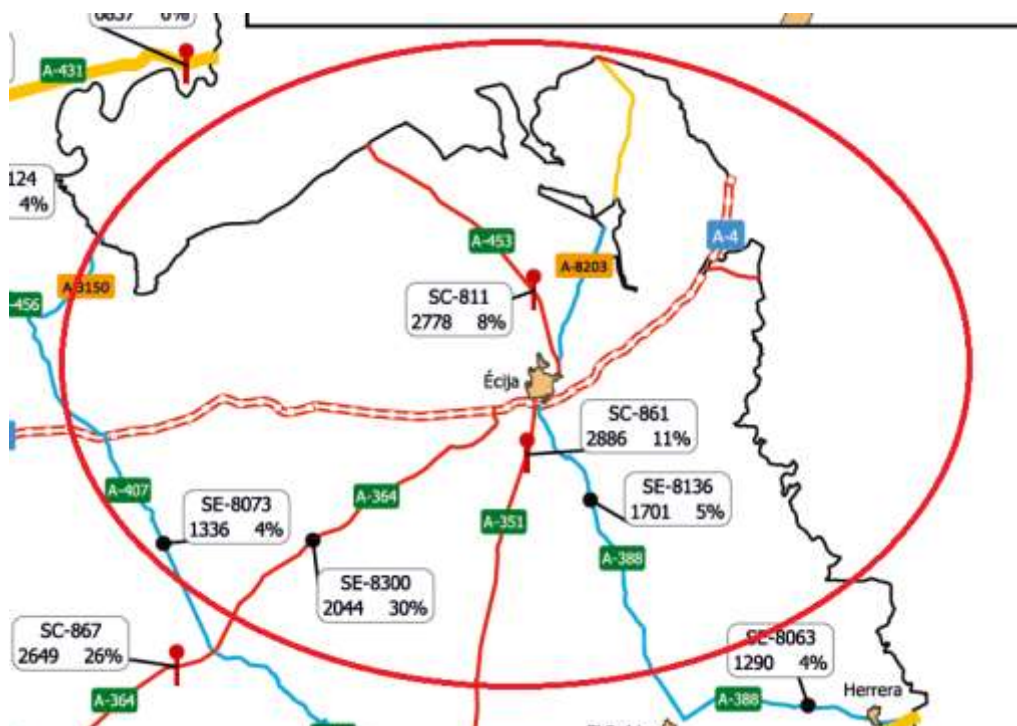 6%
A-431
124
4%
A-453
A-4
A-8203
A-3150
-456
SC-811
2778 8%
Écija
SC-861
2886 11%
A-407
A-364
SE-8073
1336 4%
SE-8136
1701 5%
A-351
A-388
SE-8300
2044 30%
SC-867
2649 26%
SE-8063
1290 4%
A-364
A-388
Herrera